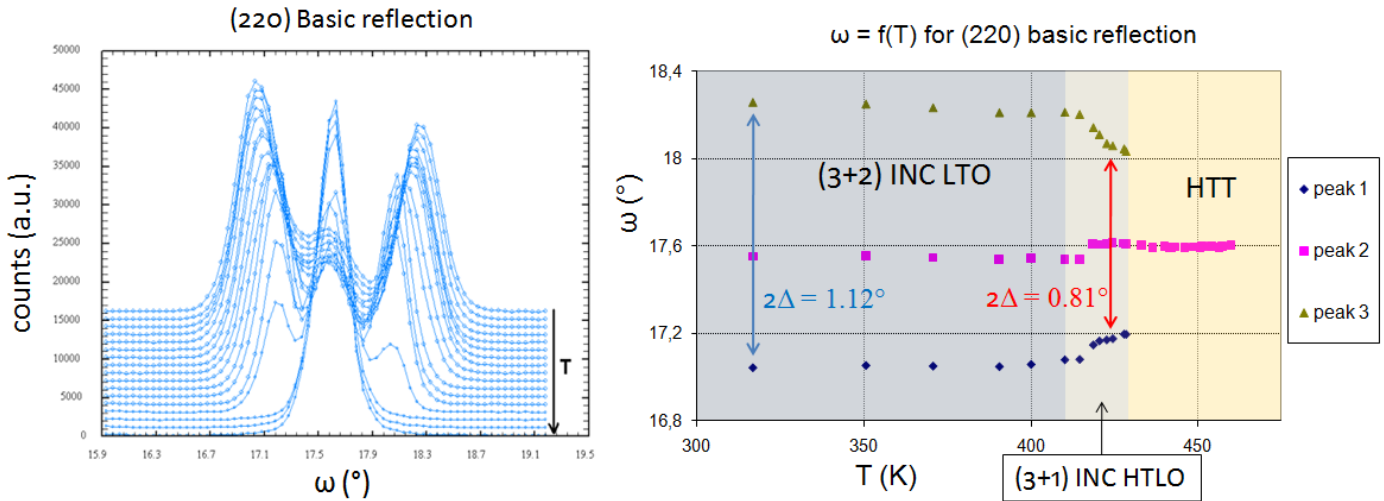 (220) Basic reflection
50000
45000
40000
35000
30000
25000
20000
15000
10000
5000
0
counts (a.u.)
15.9 16.3 16.7 17.1 17.5 17.9 18.3 18.7 19.1 19.5
ω (°)
T
ω = f(T) for (220) basic reflection
18,4
18
17,6
17,2
16,8
ω (°)
(3+2) INC LTO
HTT
2Δ = 1.12°
2Δ = 0.81°
300 350 400 450
T (K)
(3+1) INC HTLO
peak 1
peak 2
peak 3